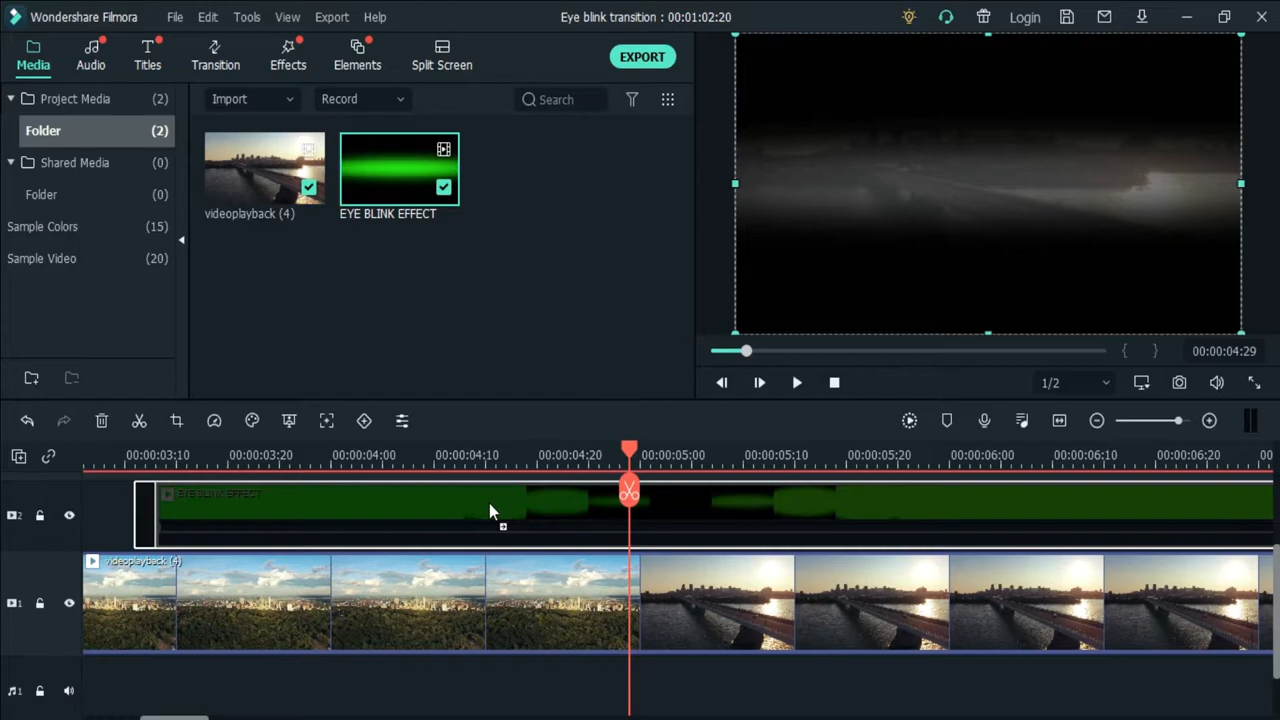 Wondershare Filmora File Edit Tools View Export Help Eye blink transition : 00:01:02:20 Login
Media Audio Titles Transition Effects Elements Split Screen EXPORT
Project Media (2) Import Record Search
Folder (2)
Shared Media (0)
Folder (0)
Sample Colors (15)
Sample Video (20)
videoplayback (4) EYE BLINK EFFECT
00:00:04:29
1/2
00:00:03:10 00:00:03:20 00:00:04:00 00:00:04:10 00:00:04:20 00:00:05:00 00:00:05:10 00:00:05:20 00:00:06:00 00:00:06:10 00:00:06:20 00
2 EYE BLINK EFFECT
videoplayback (4)
1
1